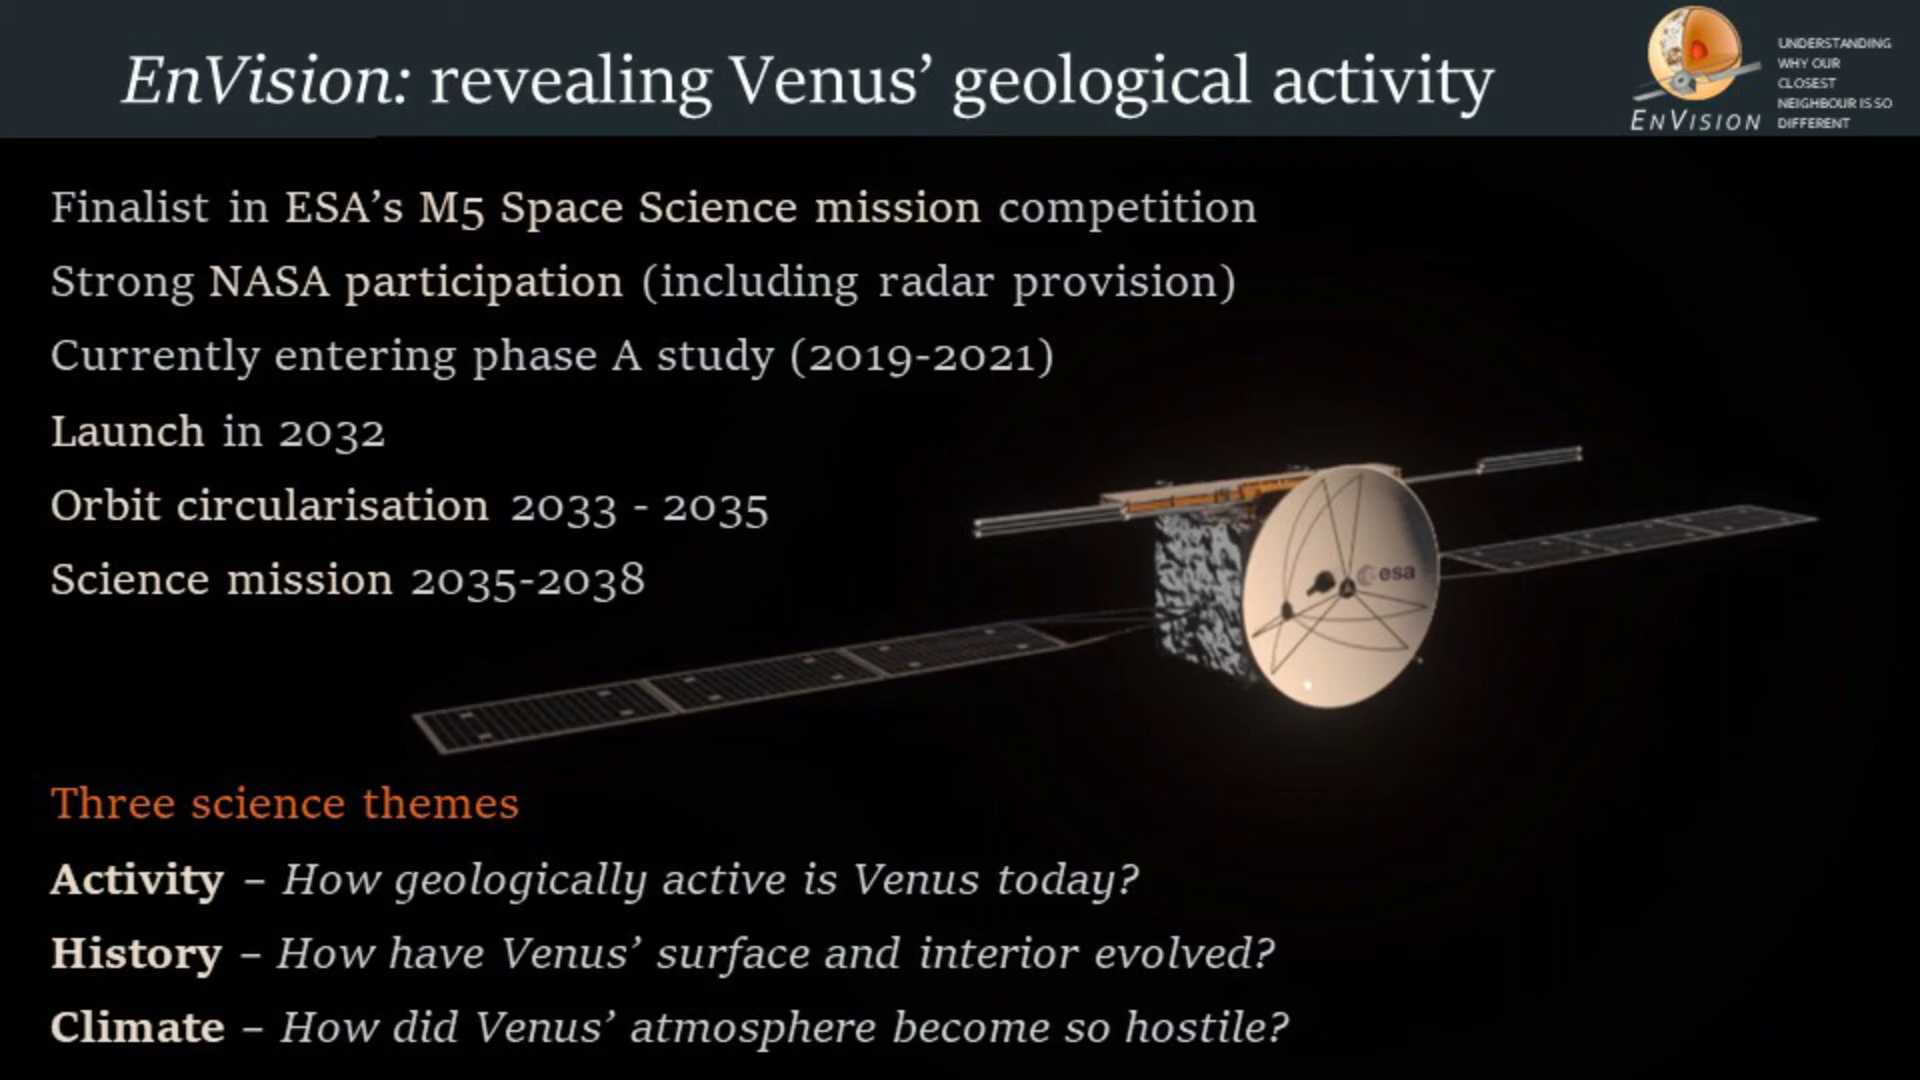 EnVision: revealing Venus’ geological activity
ENVISION
UNDERSTANDING
WHY OUR
CLOSEST
NEIGHBOUR IS SO
DIFFERENT
Finalist in ESA’s M5 Space Science mission competition
Strong NASA participation (including radar provision)
Currently entering phase A study (2019-2021)
Launch in 2032
Orbit circularisation 2033 - 2035
Science mission 2035-2038
esa
Three science themes
Activity – How geologically active is Venus today?
History – How have Venus’ surface and interior evolved?
Climate – How did Venus’ atmosphere become so hostile?